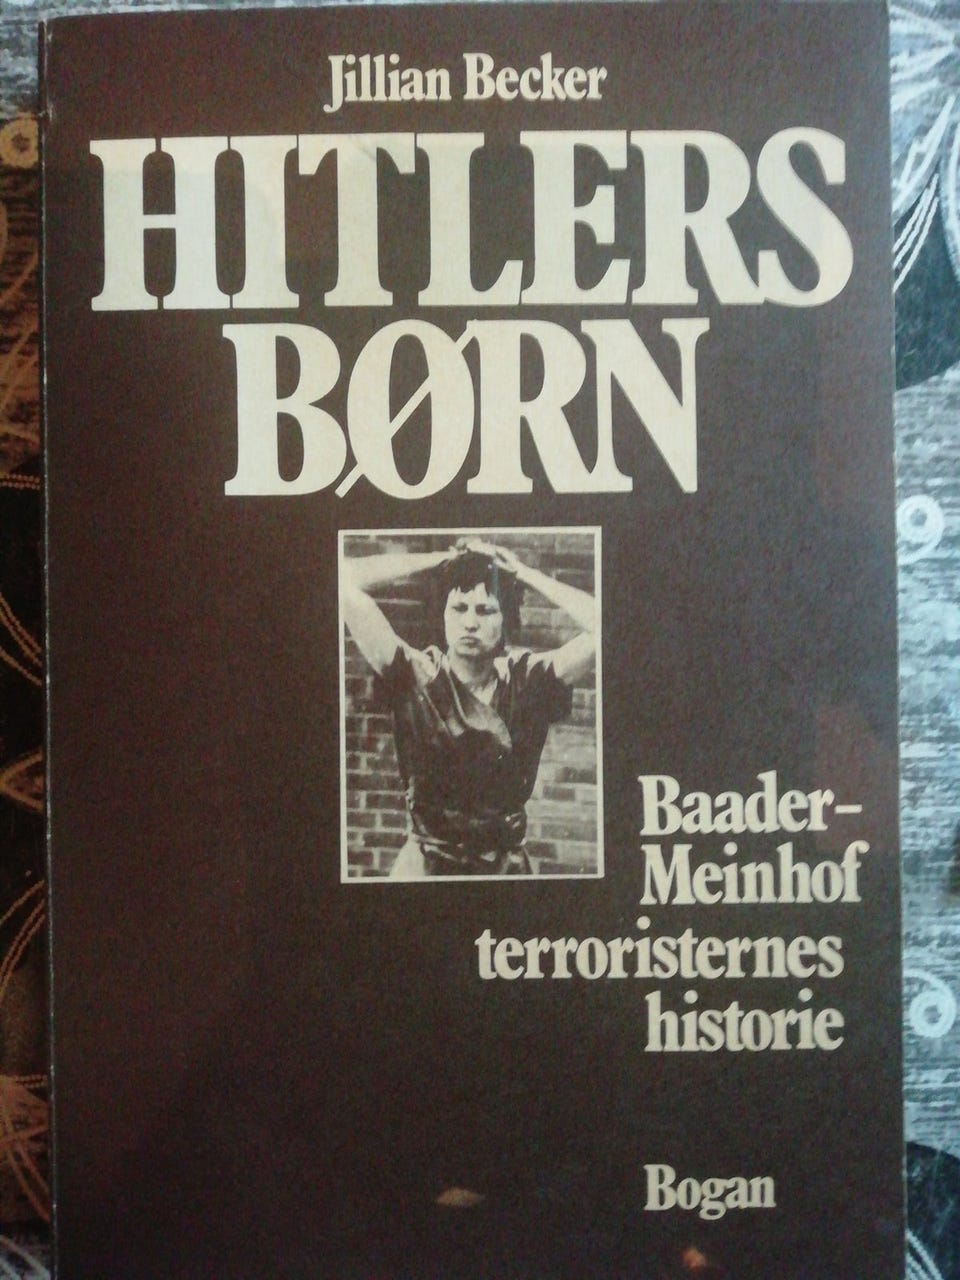 Jillian Becker
HITLERS
BØRN
Baader-
Meinhof
terroristernes
historie
Bogan